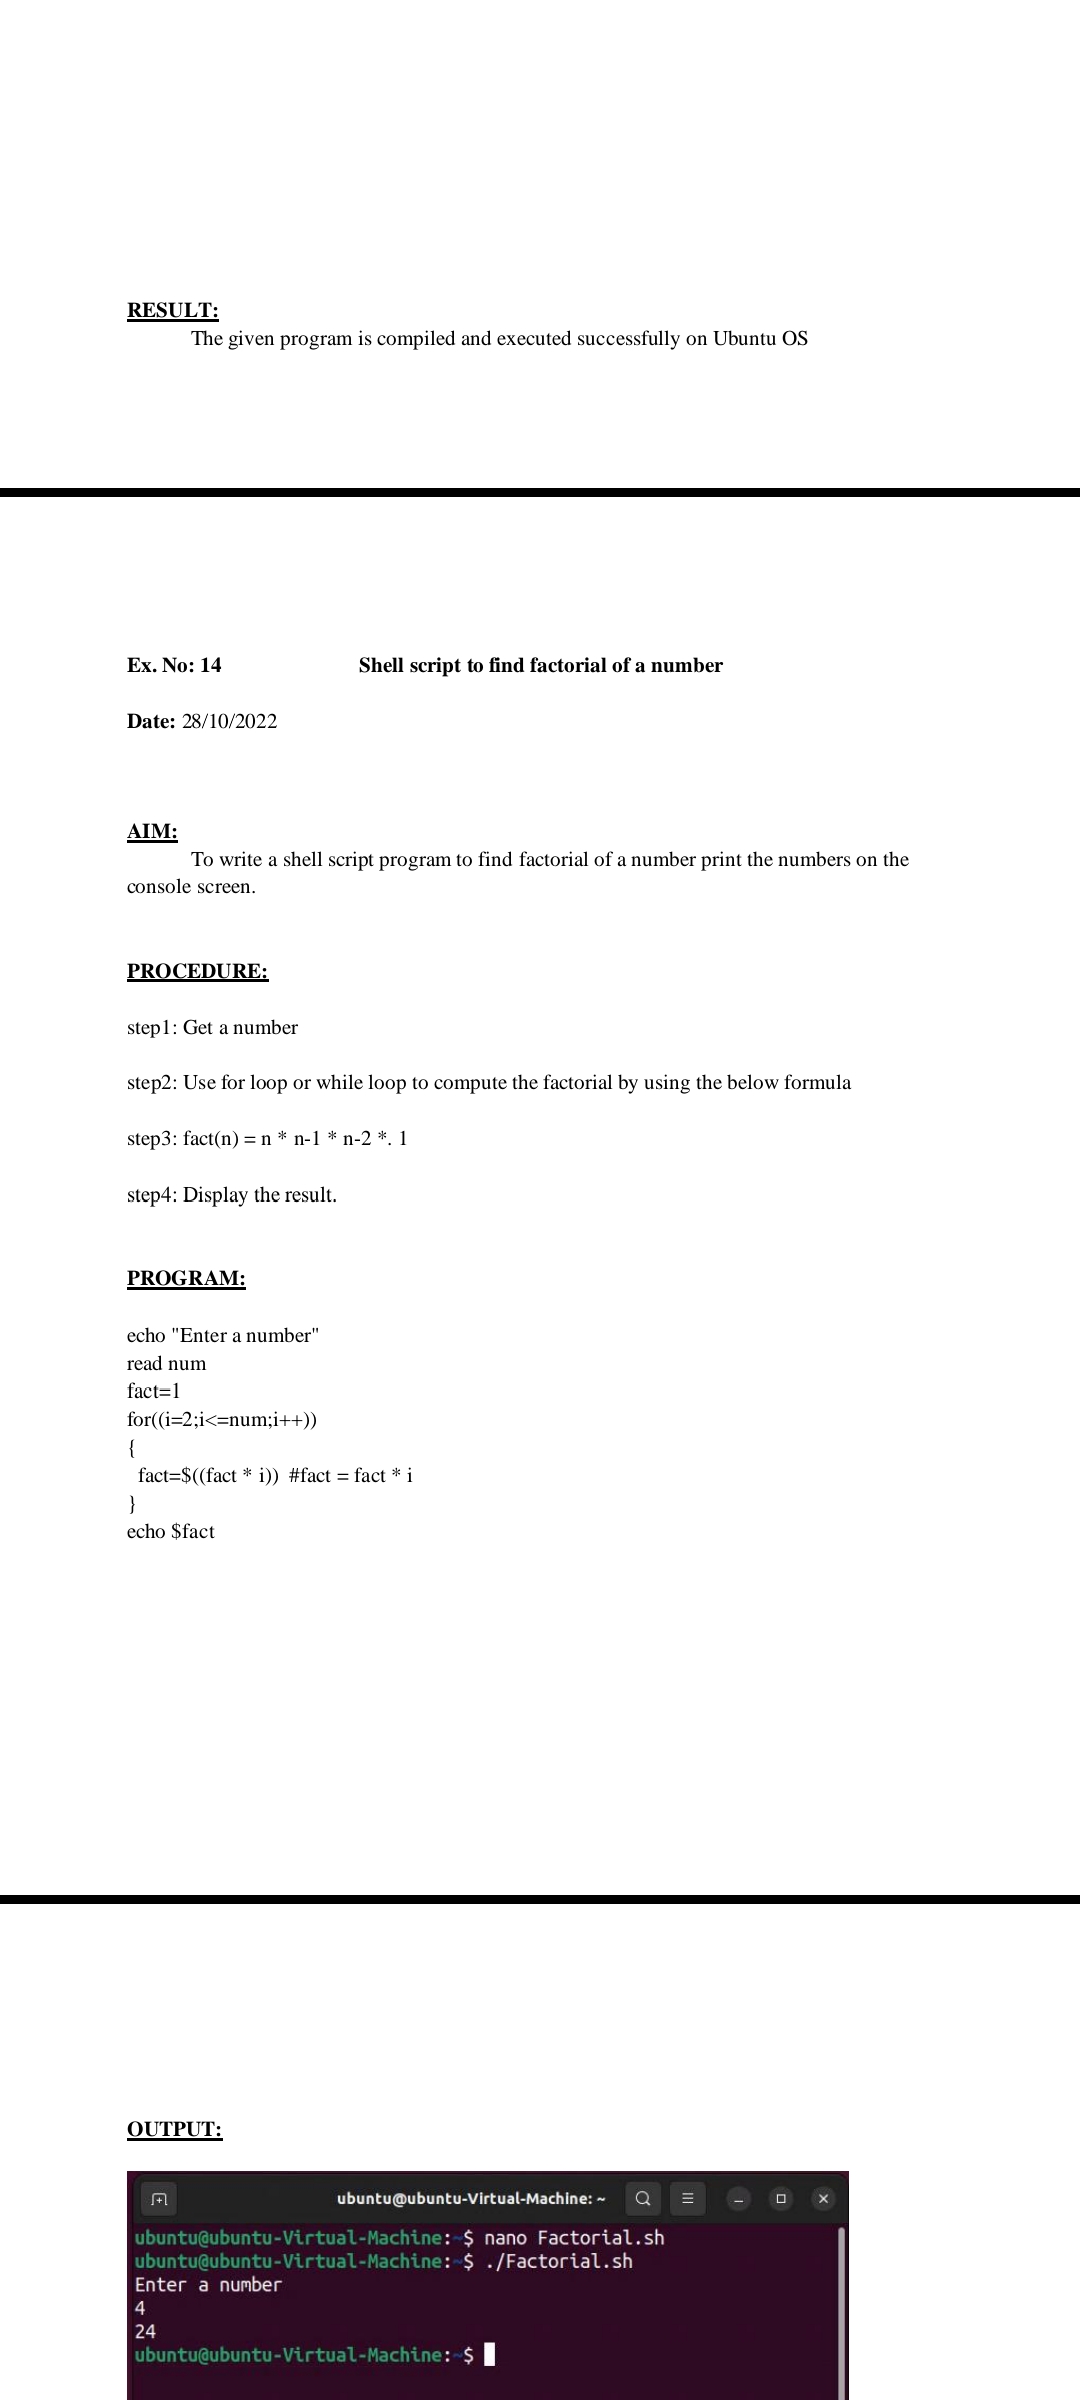 RESULT:
The given program is compiled and executed successfully on Ubuntu OS
Ex. No: 14 Shell script to find factorial of a number
Date: 28/10/2022
AIM:
To write a shell script program to find factorial of a number print the numbers on the
console screen.
PROCEDURE:
step1: Get a number
step2: Use for loop or while loop to compute the factorial by using the below formula
step3: fact(n) = n * n-1 * n-2 *. 1
step4: Display the result.
PROGRAM:
echo "Enter a number"
read num
fact=1
for((i=2;i<=num;i++))
{
  fact=$((fact * i))  #fact = fact * i
}
echo $fact
OUTPUT:
ubuntu@ubuntu-Virtual-Machine: ~
ubuntu@ubuntu-Virtual-Machine:~$ nano Factorial.sh
ubuntu@ubuntu-Virtual-Machine:~$ ./Factorial.sh
Enter a number
4
24
ubuntu@ubuntu-Virtual-Machine:~$